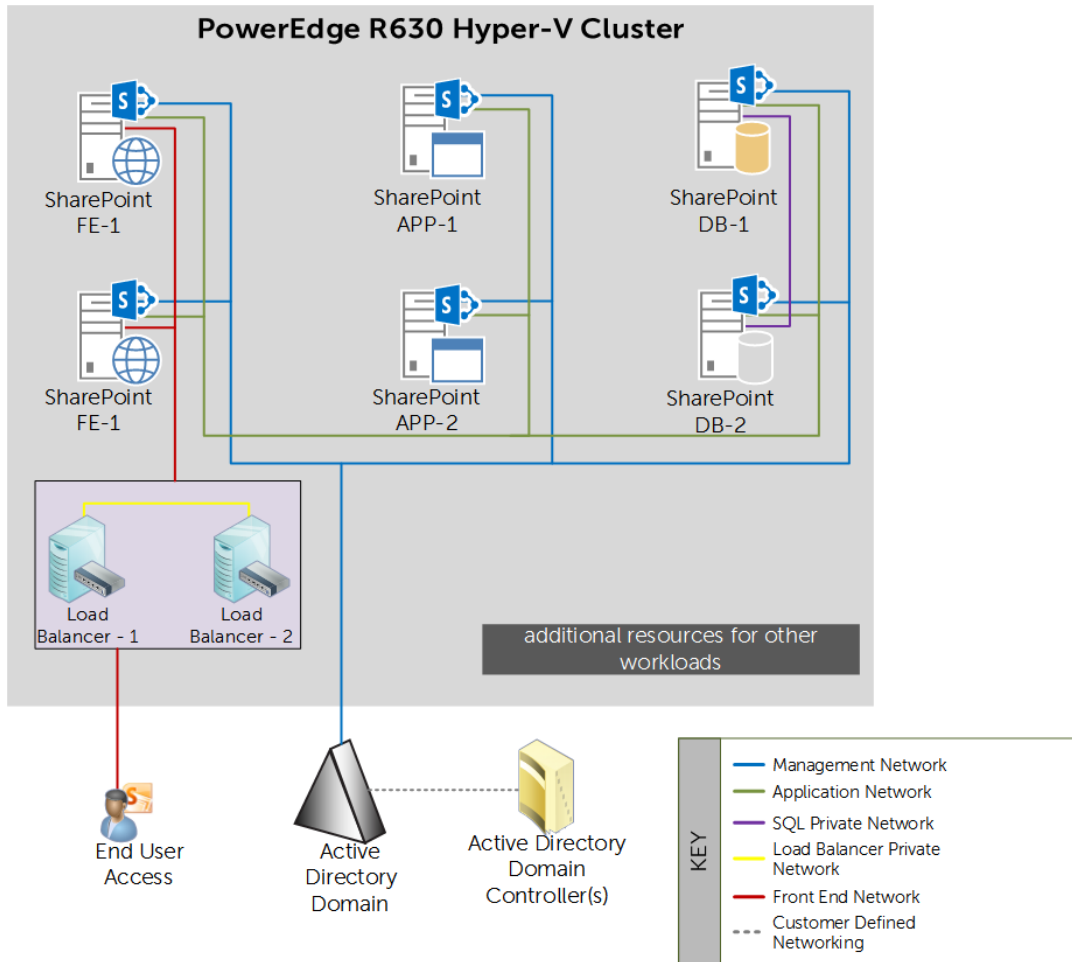 PowerEdge R630 Hyper-V Cluster
S
SharePoint
FE-1
S
SharePoint
APP-1
S
SharePoint
DB-1
S
SharePoint
FE-1
S
SharePoint
APP-2
S
SharePoint
DB-2
Load
Balancer - 1
Load
Balancer - 2
additional resources for other
workloads
S
End User
Access
Active
Directory
Domain
Active Directory
Domain
Controller(s)
KEY
Management Network
Application Network
SQL Private Network
Load Balancer Private
Network
Front End Network
Customer Defined
Networking